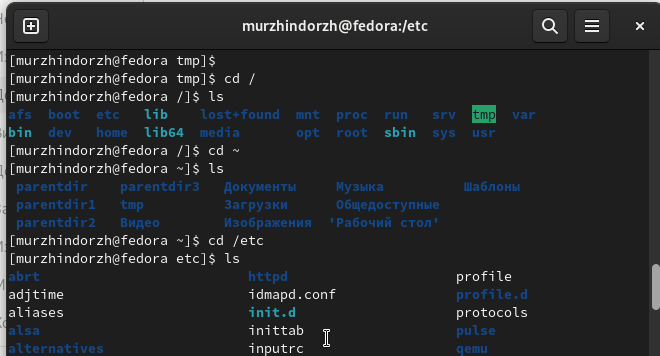 murzhindorzh@fedora:/etc
[murzhindorzh@fedora tmp]$
[murzhindorzh@fedora tmp]$ cd /
[murzhindorzh@fedora /]$ ls
afs boot etc lib lost+found mnt proc run srv tmp var
bin dev home lib64 media opt root sbin sys usr
[murzhindorzh@fedora /]$ cd ~
[murzhindorzh@fedora ~]$ ls
parentdir parentdir3 Документы Музыка Шаблоны
parentdir1 tmp Загрузки Общедоступные
parentdir2 Видео Изображения 'Рабочий стол'
[murzhindorzh@fedora ~]$ cd /etc
[murzhindorzh@fedora etc]$ ls
abrt httpd profile
adjtime idmapd.conf profile.d
aliases init.d protocols
alsa inittab pulse
alternatives inputrc qemu